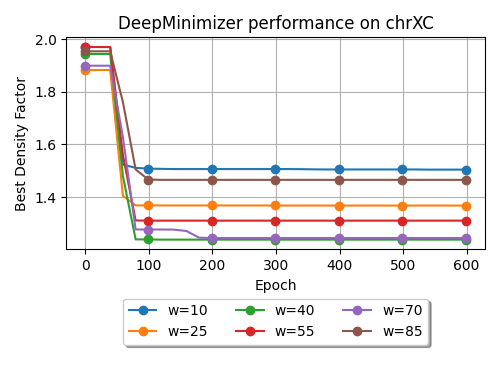 DeepMinimizer performance on chrXC
2.0
1.8
1.6
1.4
Best Density Factor
0 100 200 300 400 500 600
Epoch
w=10 w=40 w=70
w=25 w=55 w=85